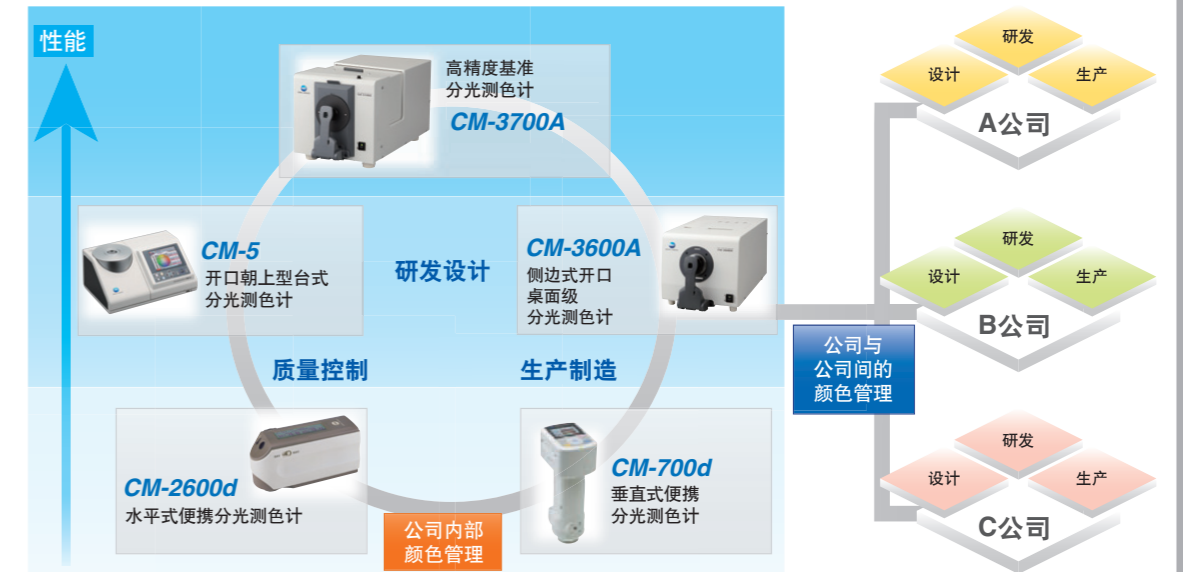 性能
高精度基准
分光测色计
CM-3700A
CM-5
开口朝上型台式
分光测色计
研发设计
CM-3600A
侧边式开口
桌面级
分光测色计
质量控制
生产制造
CM-2600d
水平式便携分光测色计
CM-700d
垂直式便携
分光测色计
公司内部
颜色管理
公司与
公司间的
颜色管理
研发
设计
生产
A公司
研发
设计
生产
B公司
研发
设计
生产
C公司